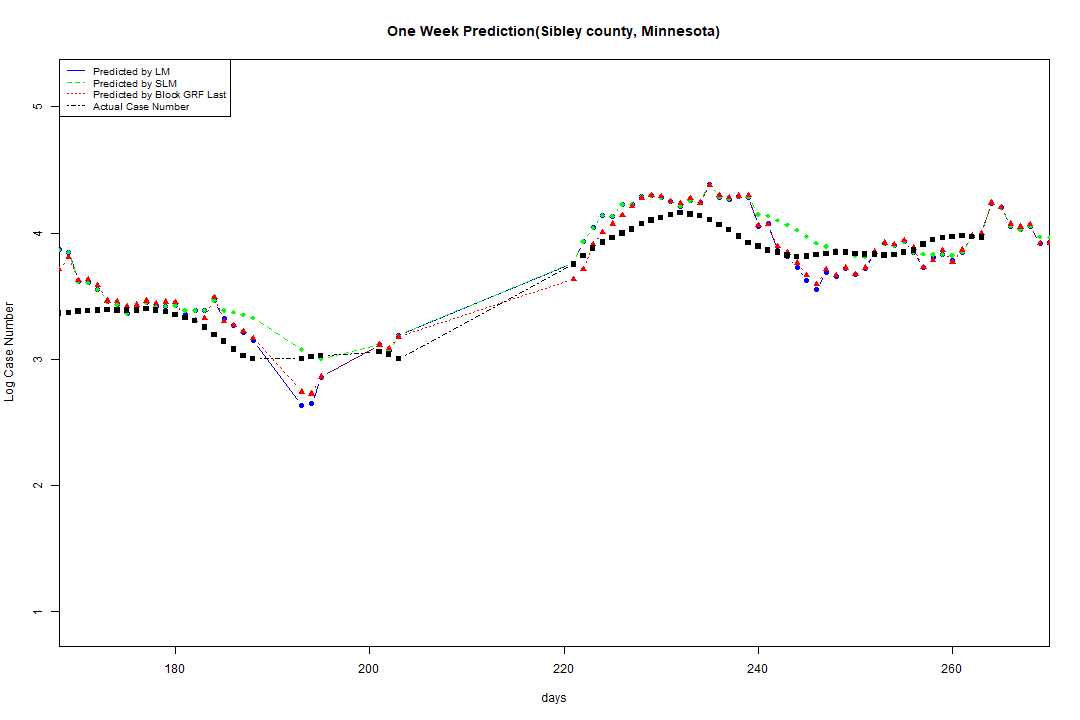 One Week Prediction(Sibley county, Minnesota)
Predicted by LM
Predicted by SLM
Predicted by Block GRF Last
Actual Case Number
5
4
3
2
1
Log Case Number
180 200 220 240 260
days